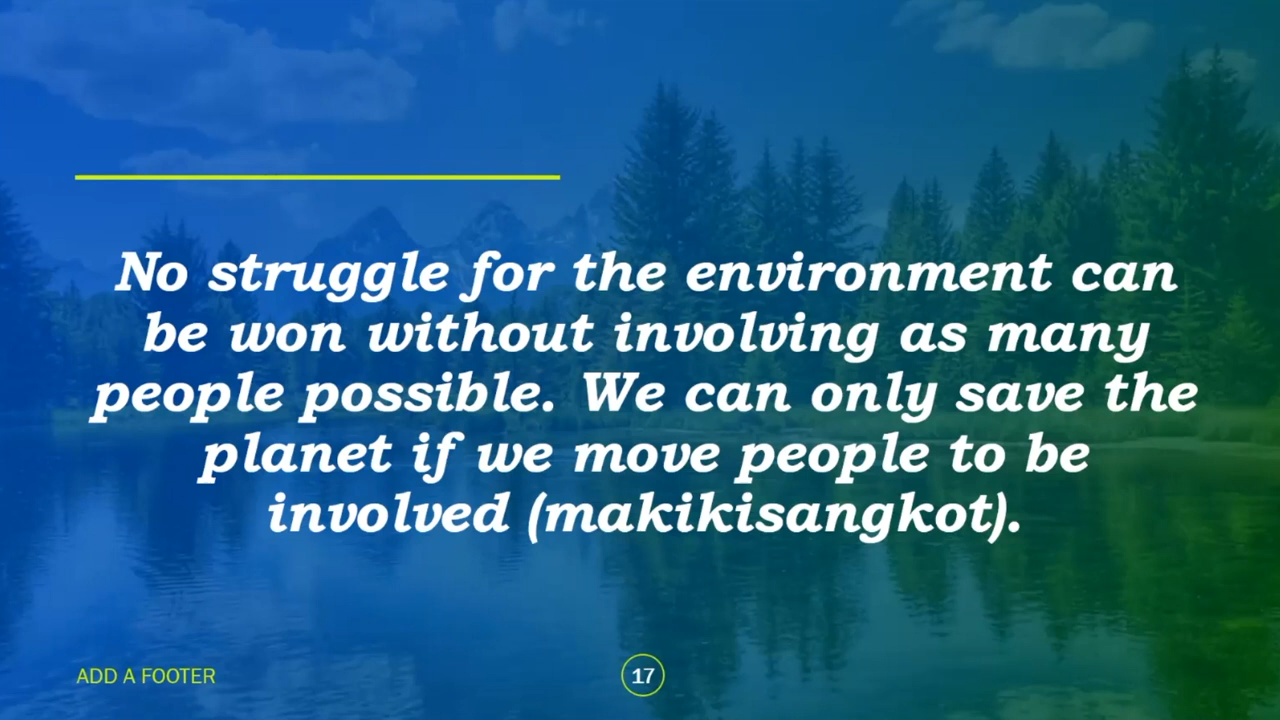 No struggle for the environment can
be won without involving as many
people possible. We can only save the
planet if we move people to be
involved (makikisangkot).
ADD A FOOTER
17